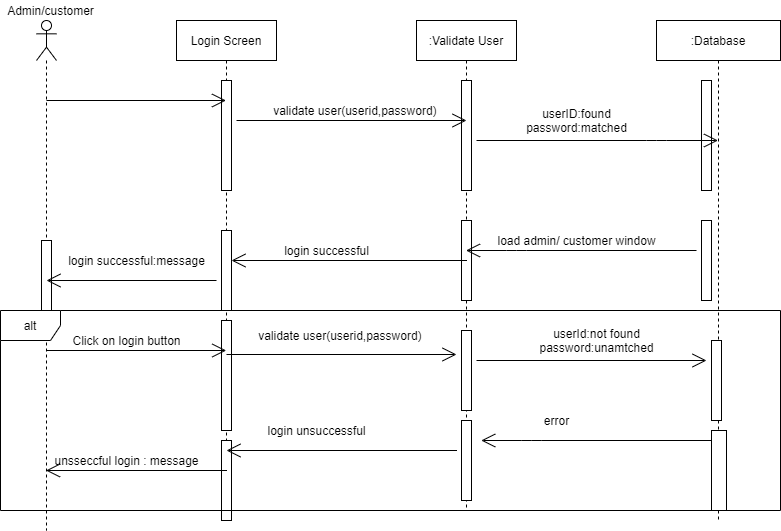 Admin/customer
Login Screen
:Validate User
:Database
validate user(userid,password)
userID:found
password:matched
load admin/ customer window
login successful
login successful:message
alt
Click on login button
validate user(userid,password)
userId:not found
password:unamtched
error
login unsuccessful
unsseccful login : message